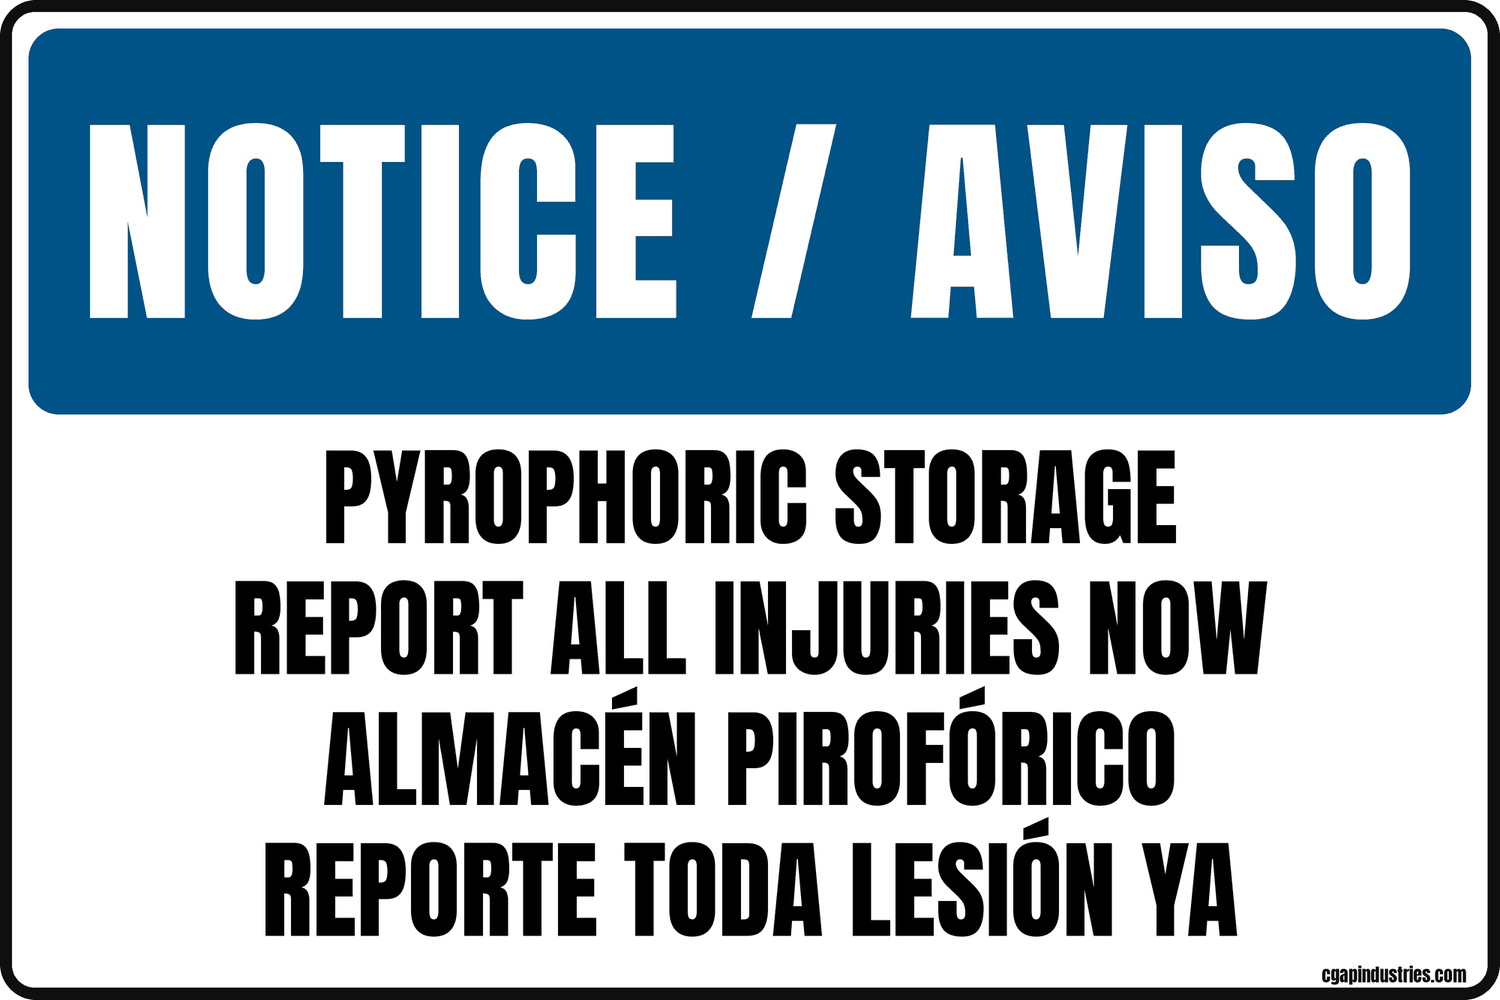 NOTICE / AVISO
PYROPHORIC STORAGE
REPORT ALL INJURIES NOW
ALMACÉN PIROFÓRICO
REPORTE TODA LESIÓN YA
cgapindustries.com